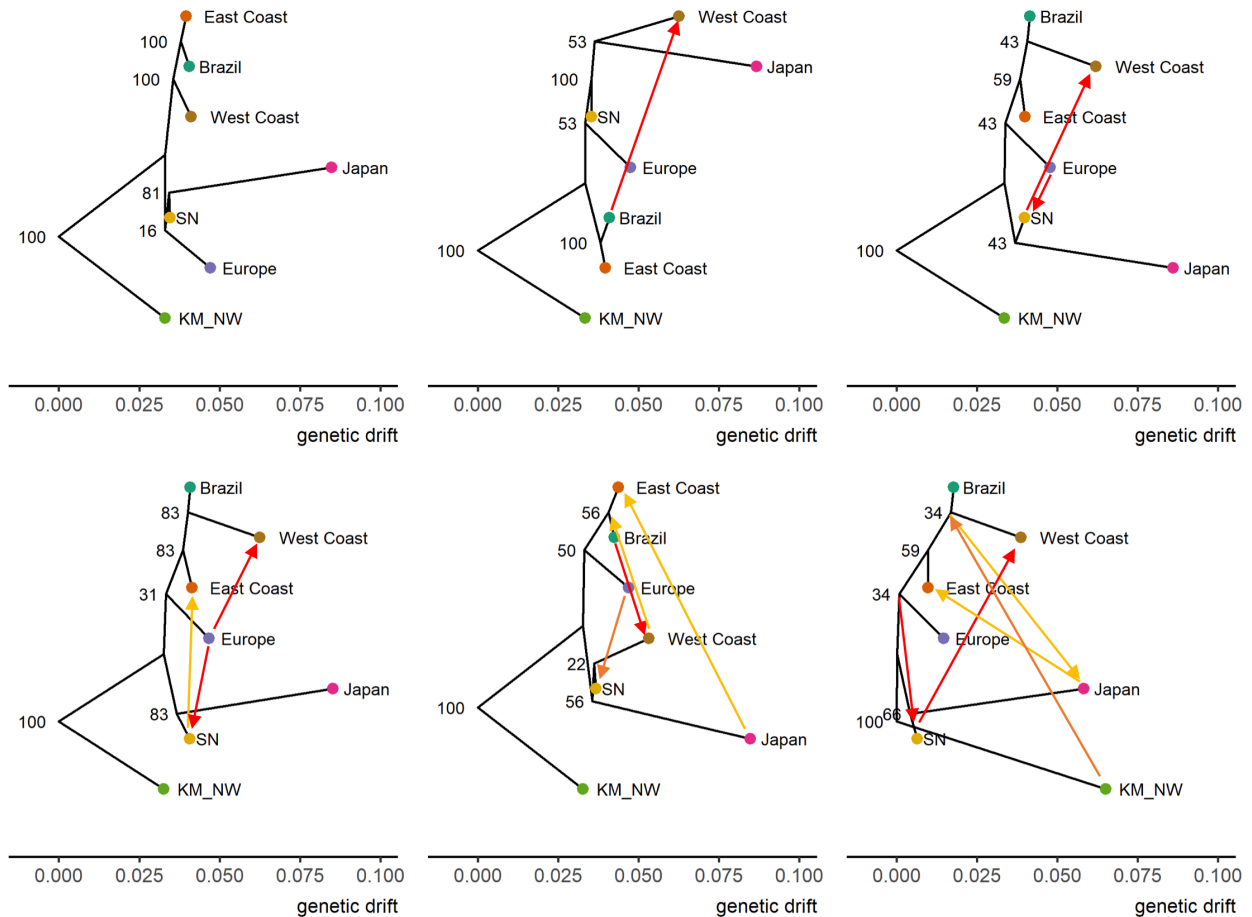 East Coast
100
Brazil
100
West Coast
Japan
81
SN
16
Europe
100
KM_NW
0.000 0.025 0.050 0.075 0.100
genetic drift
West Coast
53
Japan
100
SN
53
Europe
Brazil
100
100
East Coast
KM_NW
0.000 0.025 0.050 0.075 0.100
genetic drift
Brazil
43
West Coast
59
East Coast
43
Europe
SN
43
100
Japan
KM_NW
0.000 0.025 0.050 0.075 0.100
genetic drift
Brazil
83
West Coast
83
East Coast
31
Europe
Japan
83
100
SN
KM_NW
0.000 0.025 0.050 0.075 0.100
genetic drift
East Coast
56
Brazil
50
Europe
West Coast
22
SN
56
100
Japan
KM_NW
0.000 0.025 0.050 0.075 0.100
genetic drift
Brazil
34
West Coast
59
East Coast
34
Europe
Japan
66
100
SN
KM_NW
0.000 0.025 0.050 0.075 0.100
genetic drift